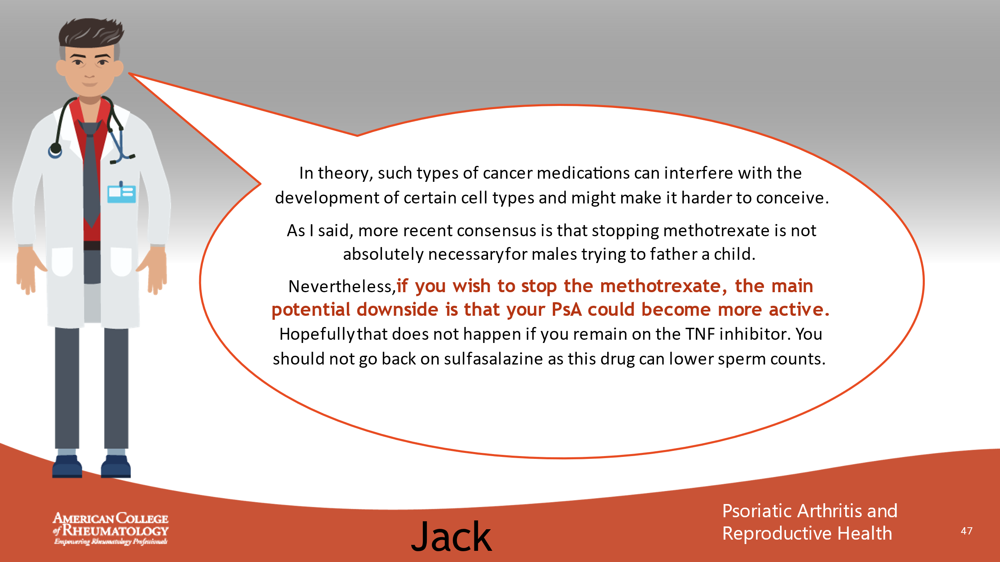 In theory, such types of cancer medications can interfere with the
development of certain cell types and might make it harder to conceive.
As I said, more recent consensus is that stopping methotrexate is not
absolutely necessaryfor males trying to father a child.
Nevertheless,if you wish to stop the methotrexate, the main
potential downside is that your PsA could become more active.
Hopefully that does not happen if you remain on the TNF inhibitor. You
should not go back on sulfasalazine as this drug can lower sperm counts.
AMERICAN COLLEGE
of RHEUMATOLOGY
Empowering Rheumatology Professionals
Jack
Psoriatic Arthritis and
Reproductive Health
47